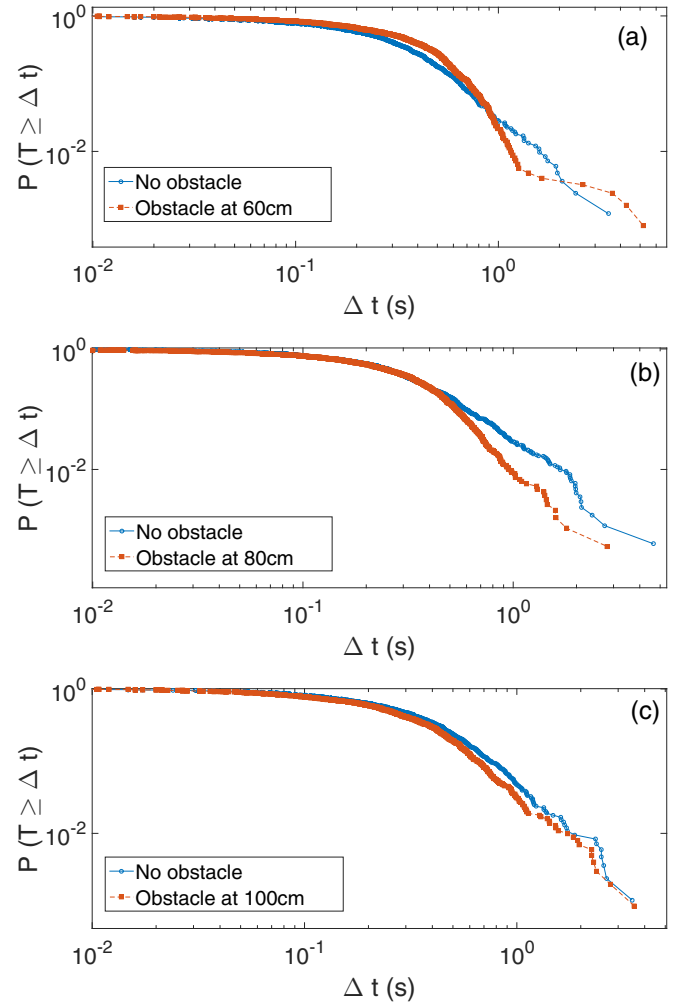 10^0
(a)
P (T ≥ Δ t)
10^-2
No obstacle
Obstacle at 60cm
10^-2
10^-1
10^0
Δ t (s)
10^0
(b)
P (T ≥ Δ t)
10^-2
No obstacle
Obstacle at 80cm
10^-2
10^-1
10^0
Δ t (s)
10^0
(c)
P (T ≥ Δ t)
10^-2
No obstacle
Obstacle at 100cm
10^-2
10^-1
10^0
Δ t (s)